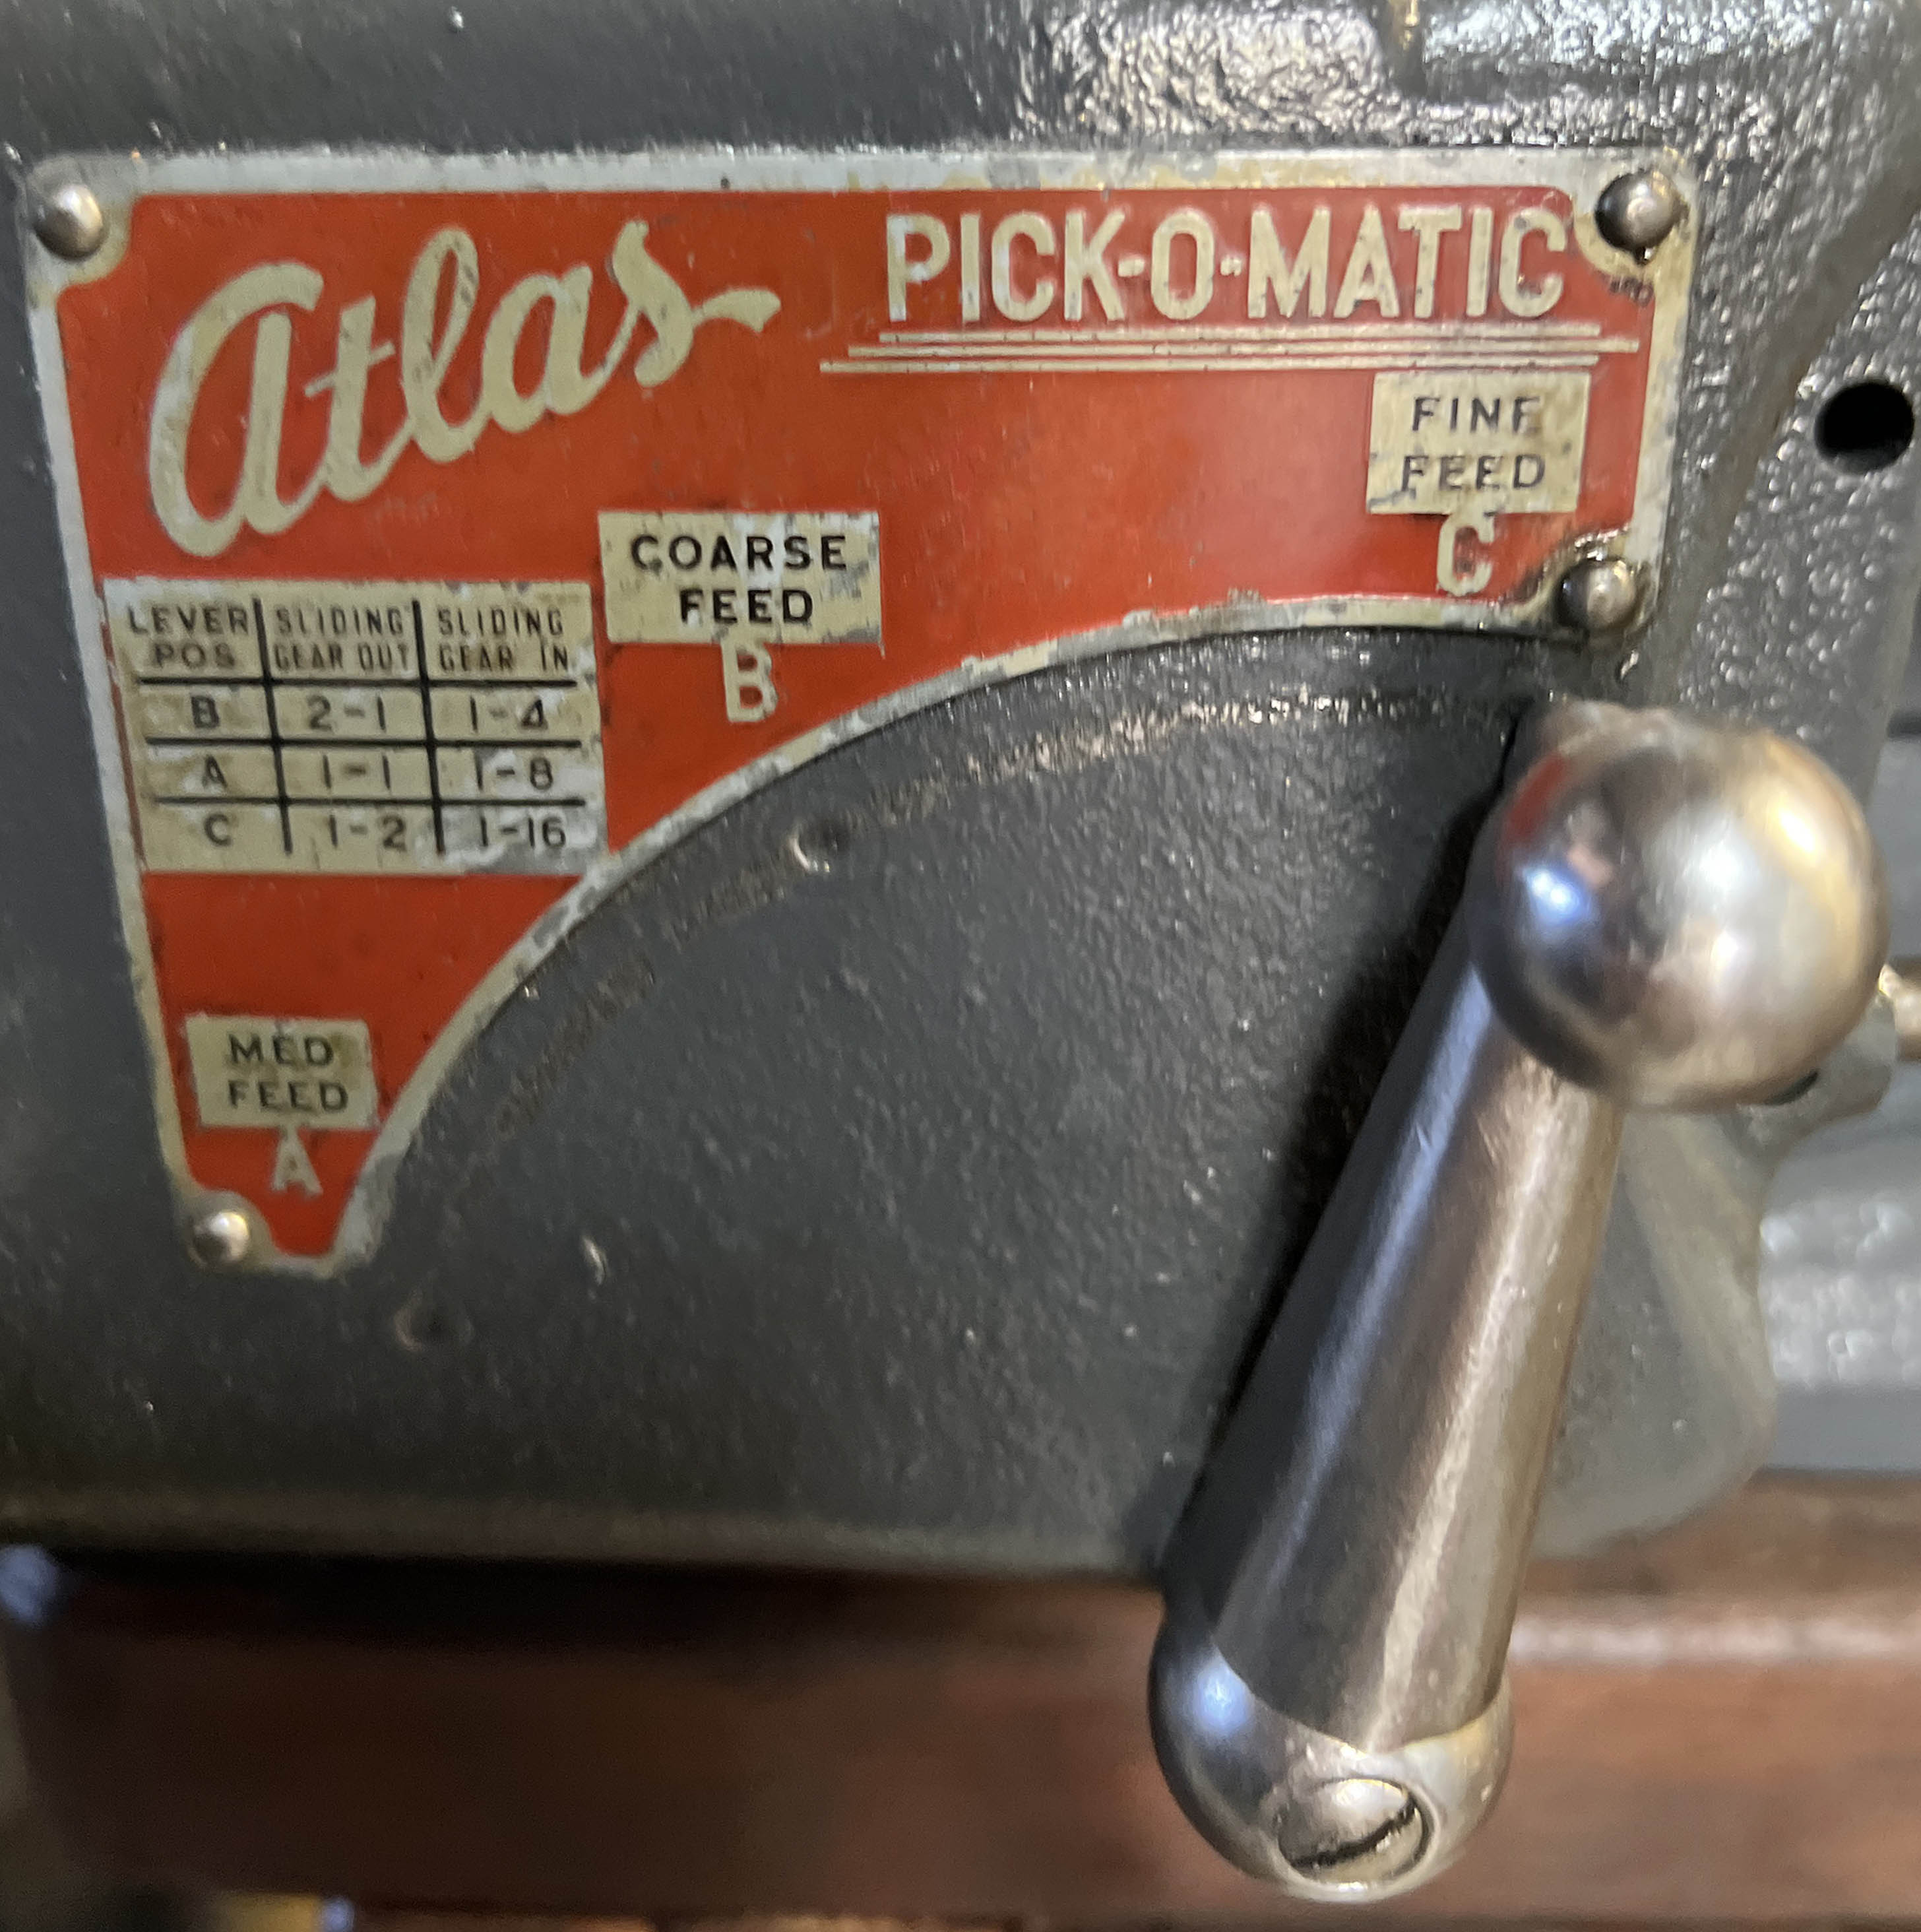 Atlas
PICK-O-MATIC
FINE
FEED
C
COARSE
FEED
B
LEVER POS | SLIDING GEAR OUT | SLIDING GEAR IN
B | 2-1 | 1-4
A | 1-1 | 1-8
C | 1-2 | 1-16
MED
FEED
A